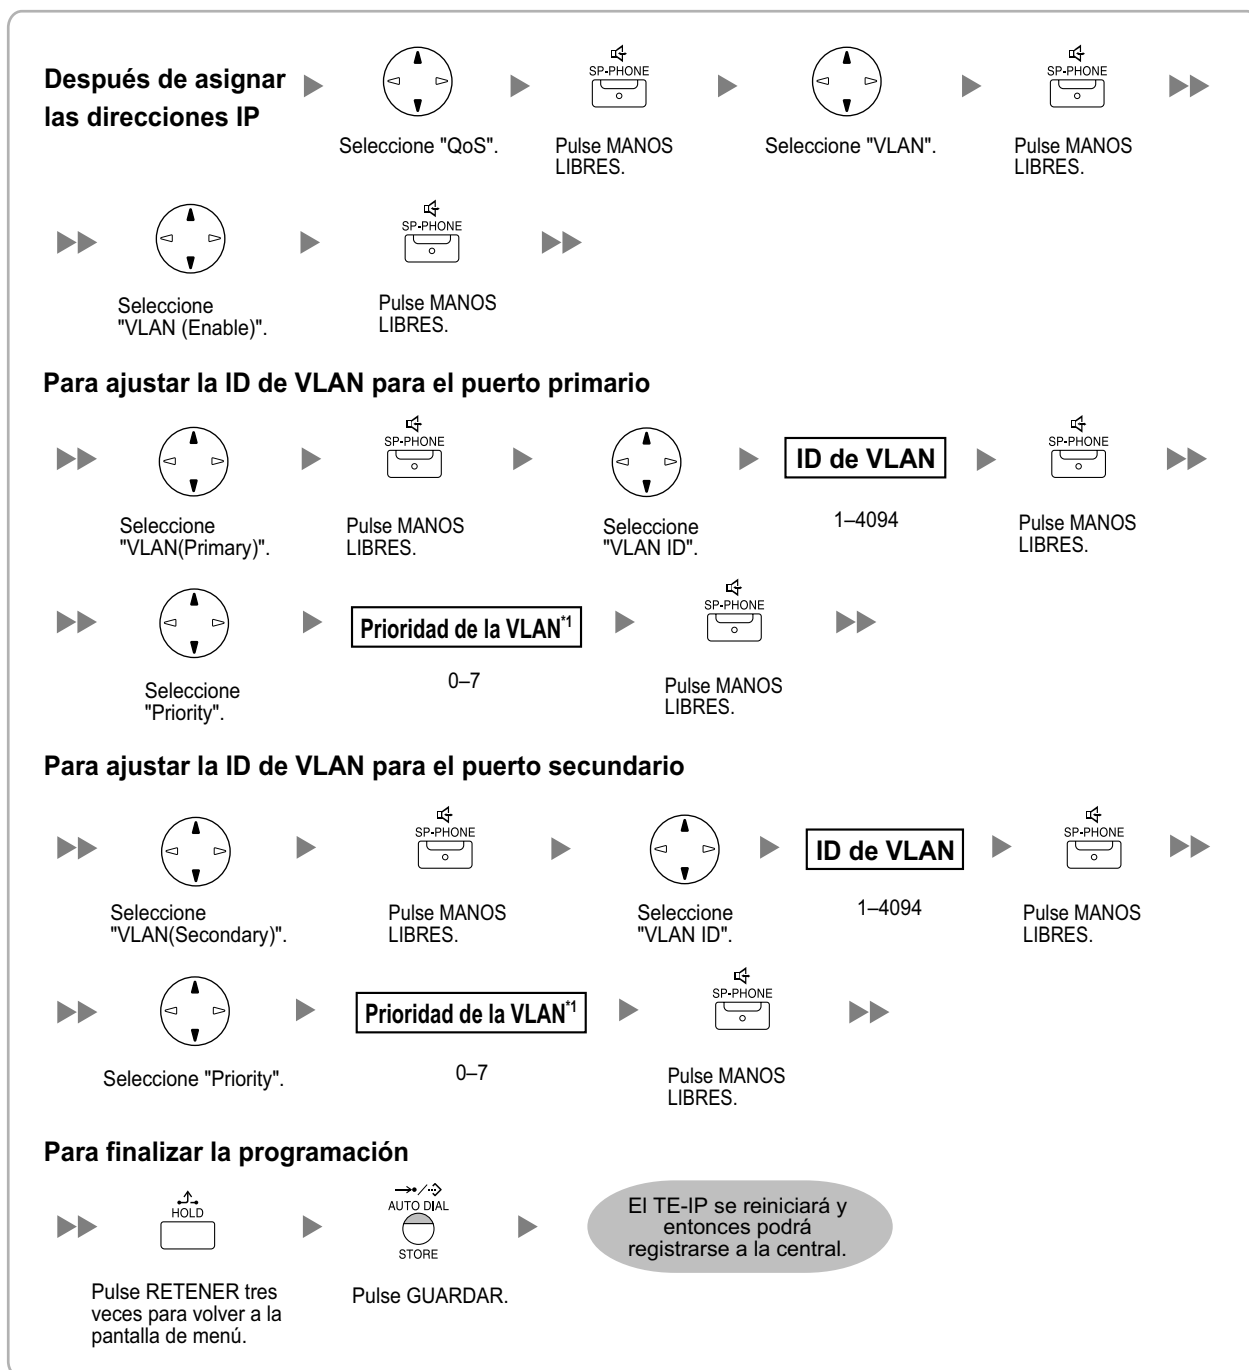 Después de asignar
las direcciones IP
SP-PHONE
SP-PHONE
Seleccione "QoS".
Pulse MANOS
LIBRES.
Seleccione "VLAN".
Pulse MANOS
LIBRES.
SP-PHONE
Seleccione
"VLAN (Enable)".
Pulse MANOS
LIBRES.
Para ajustar la ID de VLAN para el puerto primario
SP-PHONE
ID de VLAN
SP-PHONE
Seleccione
"VLAN(Primary)".
Pulse MANOS
LIBRES.
Seleccione
"VLAN ID".
1–4094
Pulse MANOS
LIBRES.
Prioridad de la VLAN*1
SP-PHONE
Seleccione
"Priority".
0–7
Pulse MANOS
LIBRES.
Para ajustar la ID de VLAN para el puerto secundario
SP-PHONE
ID de VLAN
SP-PHONE
Seleccione
"VLAN(Secondary)".
Pulse MANOS
LIBRES.
Seleccione
"VLAN ID".
1–4094
Pulse MANOS
LIBRES.
Prioridad de la VLAN*1
SP-PHONE
Seleccione "Priority".
0–7
Pulse MANOS
LIBRES.
Para finalizar la programación
HOLD
AUTO DIAL
STORE
El TE-IP se reiniciará y
entonces podrá
registrarse a la central.
Pulse RETENER tres
veces para volver a la
pantalla de menú.
Pulse GUARDAR.